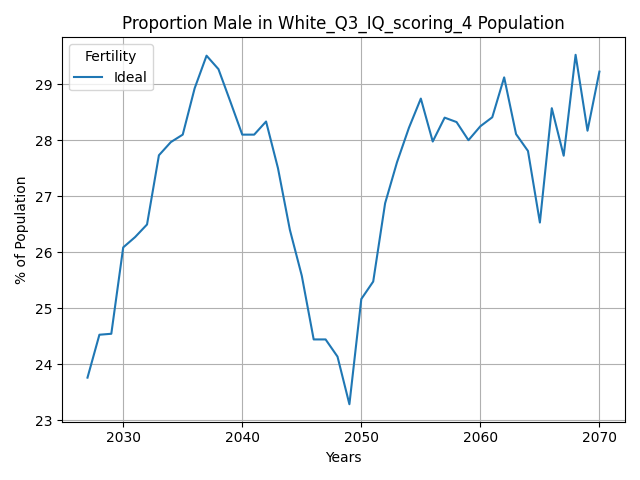 Proportion Male in White_Q3_IQ_scoring_4 Population
Fertility
Ideal
% of Population
29
28
27
26
25
24
23
2030 2040 2050 2060 2070
Years